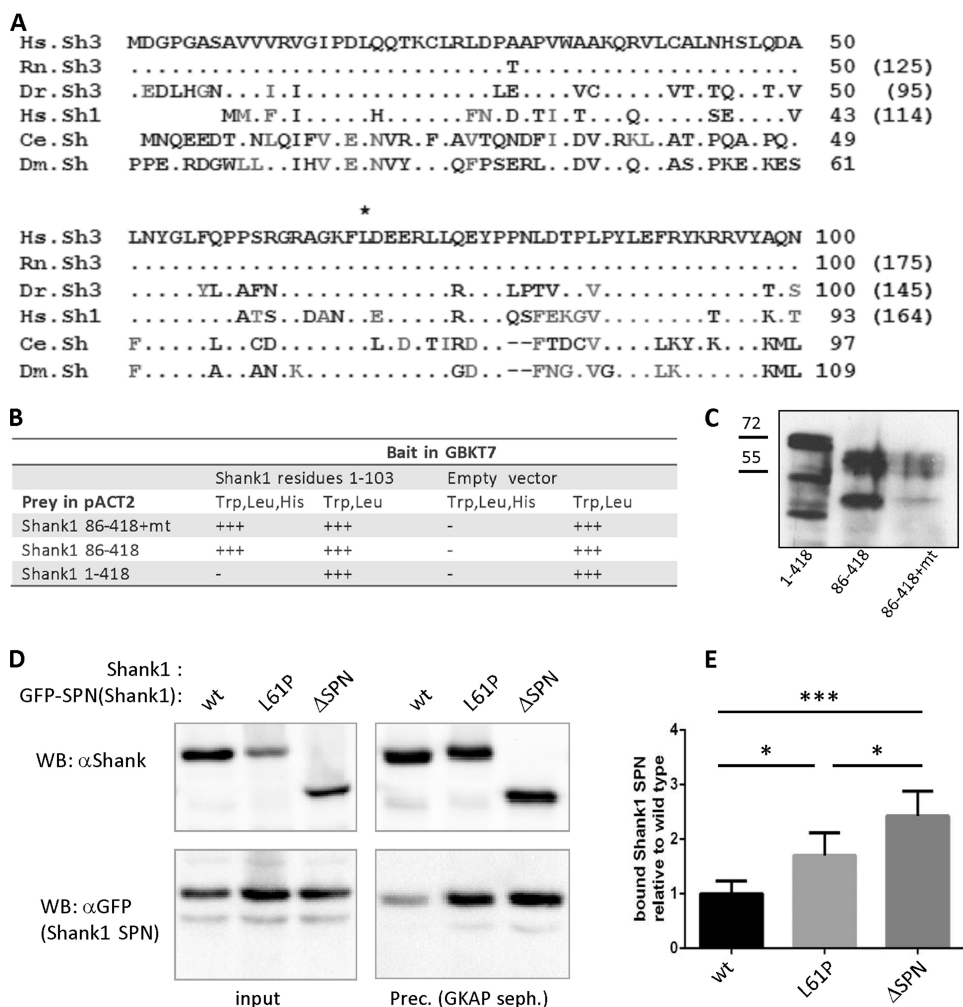 A
Hs.Sh3 MDGPGASAVVVRVGIPDLQQTKCLRLDPAAPVWAAKQRVLCALNHSLQDA 50
Rn.Sh3 ............................T..................... 50 (125)
Dr.Sh3 .EDLHGN...I.I..............LE....VC.....VT.TQ..T.V 50 (95)
Hs.Sh1 MM.F.I.....H......FN.D.T.I.T...Q.....SE....V 43 (114)
Ce.Sh MNQEEDT.NLQIFV.E.NVR.F.AVTQNDFI.DV.RKL.AT.PQA.PQ. 49
Dm.Sh PPE.RDGWLL..IHV.E.NVY...QFPSERL..DV..Q..AS.PKE.KES 61
*
Hs.Sh3 LNYGLFQPPSRGRAGKFLDEERLLQEYPPNLDTPLPYLEFRYKRRVYAQN 100
Rn.Sh3 .................................................. 100 (175)
Dr.Sh3 .....YL.AFN.............R...LPTV..V............T.S 100 (145)
Hs.Sh1 ........ATS..DAN..E.....R...QSFEKGV........T...K.T 93 (164)
Ce.Sh F.....L..CD.......L.D.TIRD..--FTDCV....LKY.K..KML 97
Dm.Sh F.....A..AN.K...........GD..--FNG.VG...LK......KML 109
B
Bait in GBKT7
Shank1 residues 1-103 Empty vector
Prey in pACT2 Trp,Leu,His Trp,Leu Trp,Leu,His Trp,Leu
Shank1 86-418+mt +++ +++ - +++
Shank1 86-418 +++ +++ - +++
Shank1 1-418 - +++ - +++
C
72
55
1-418 86-418 86-418+mt
D
Shank1 :
GFP-SPN(Shank1):
wt L61P ΔSPN wt L61P ΔSPN
WB: αShank
WB: αGFP
(Shank1 SPN)
input Prec. (GKAP seph.)
E
bound Shank1 SPN
relative to wild type
4
3
2
1
0
***
* *
wt L61P ΔSPN